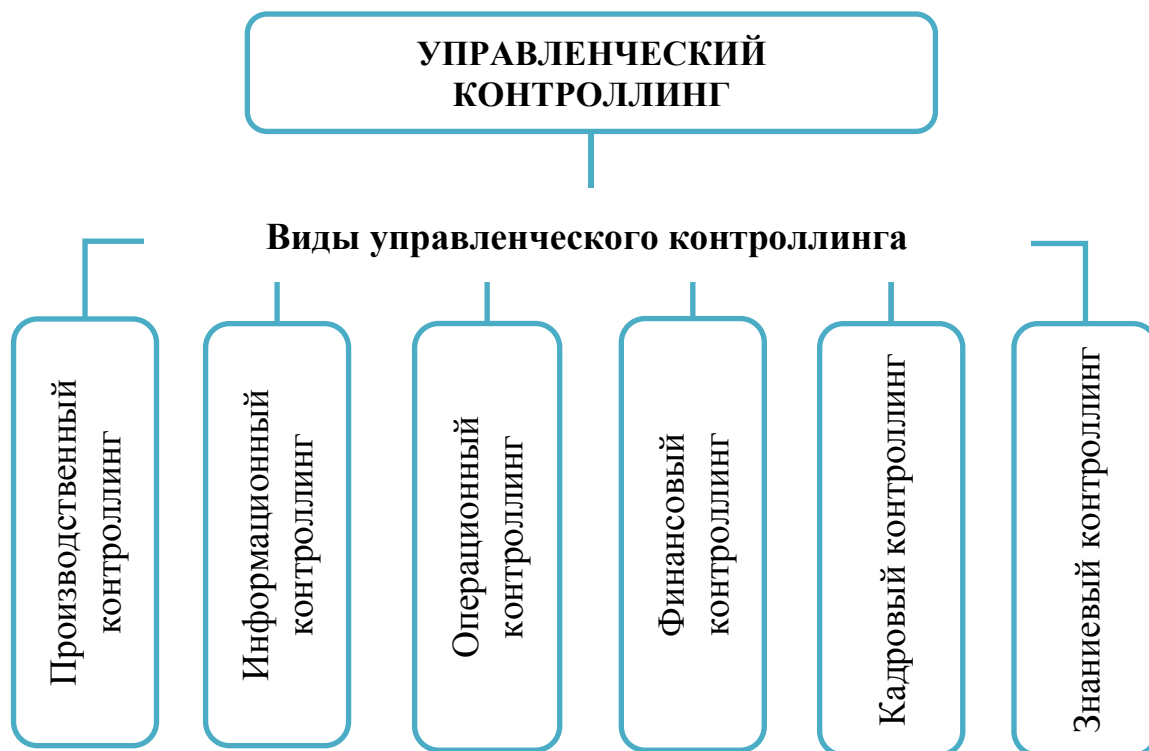 УПРАВЛЕНЧЕСКИЙ
КОНТРОЛЛИНГ
Виды управленческого контроллинга
Производственный
контроллинг
Информационный
контроллинг
Операционный
контроллинг
Финансовый
контроллинг
Кадровый контроллинг
Знаниевый контроллинг